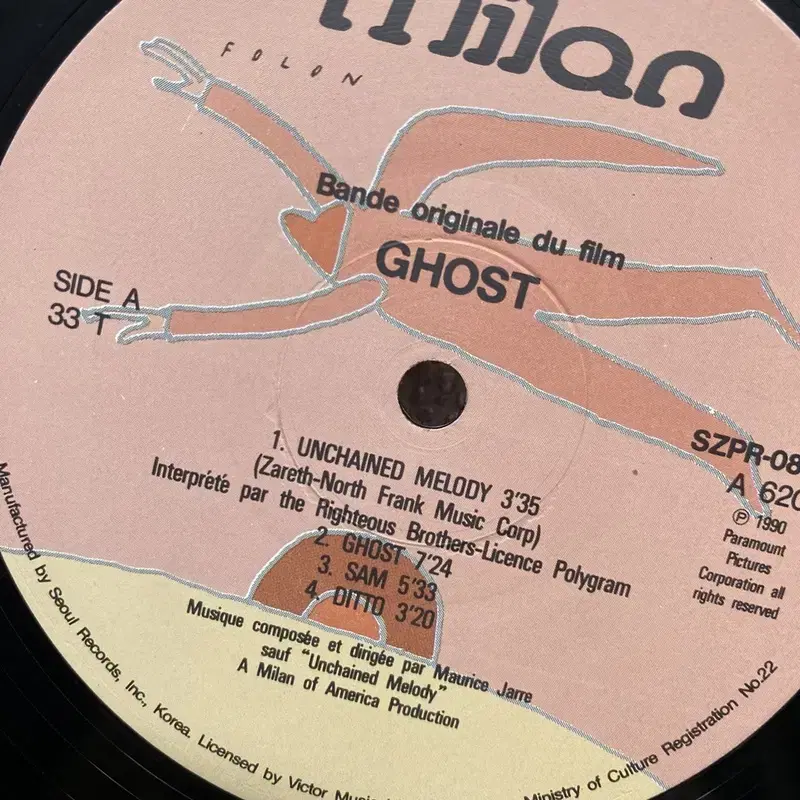 milan
FOLON
Bande originale du film
GHOST
SIDE A
33 T
SZPR-08
A 620
℗ 1990
Paramount
Pictures
Corporation all
rights reserved
1. UNCHAINED MELODY 3'35
(Zareth-North Frank Music Corp)
Interprété par the Righteous Brothers-Licence Polygram
2. GHOST 7'24
3. SAM 5'33
4. DITTO 3'20
Musique composée et dirigée par Maurice Jarre
sauf "Unchained Melody"
A Milan of America Production
Manufactured by Seoul Records, Inc., Korea. Licensed by Victor
Ministry of Culture Registration No.22